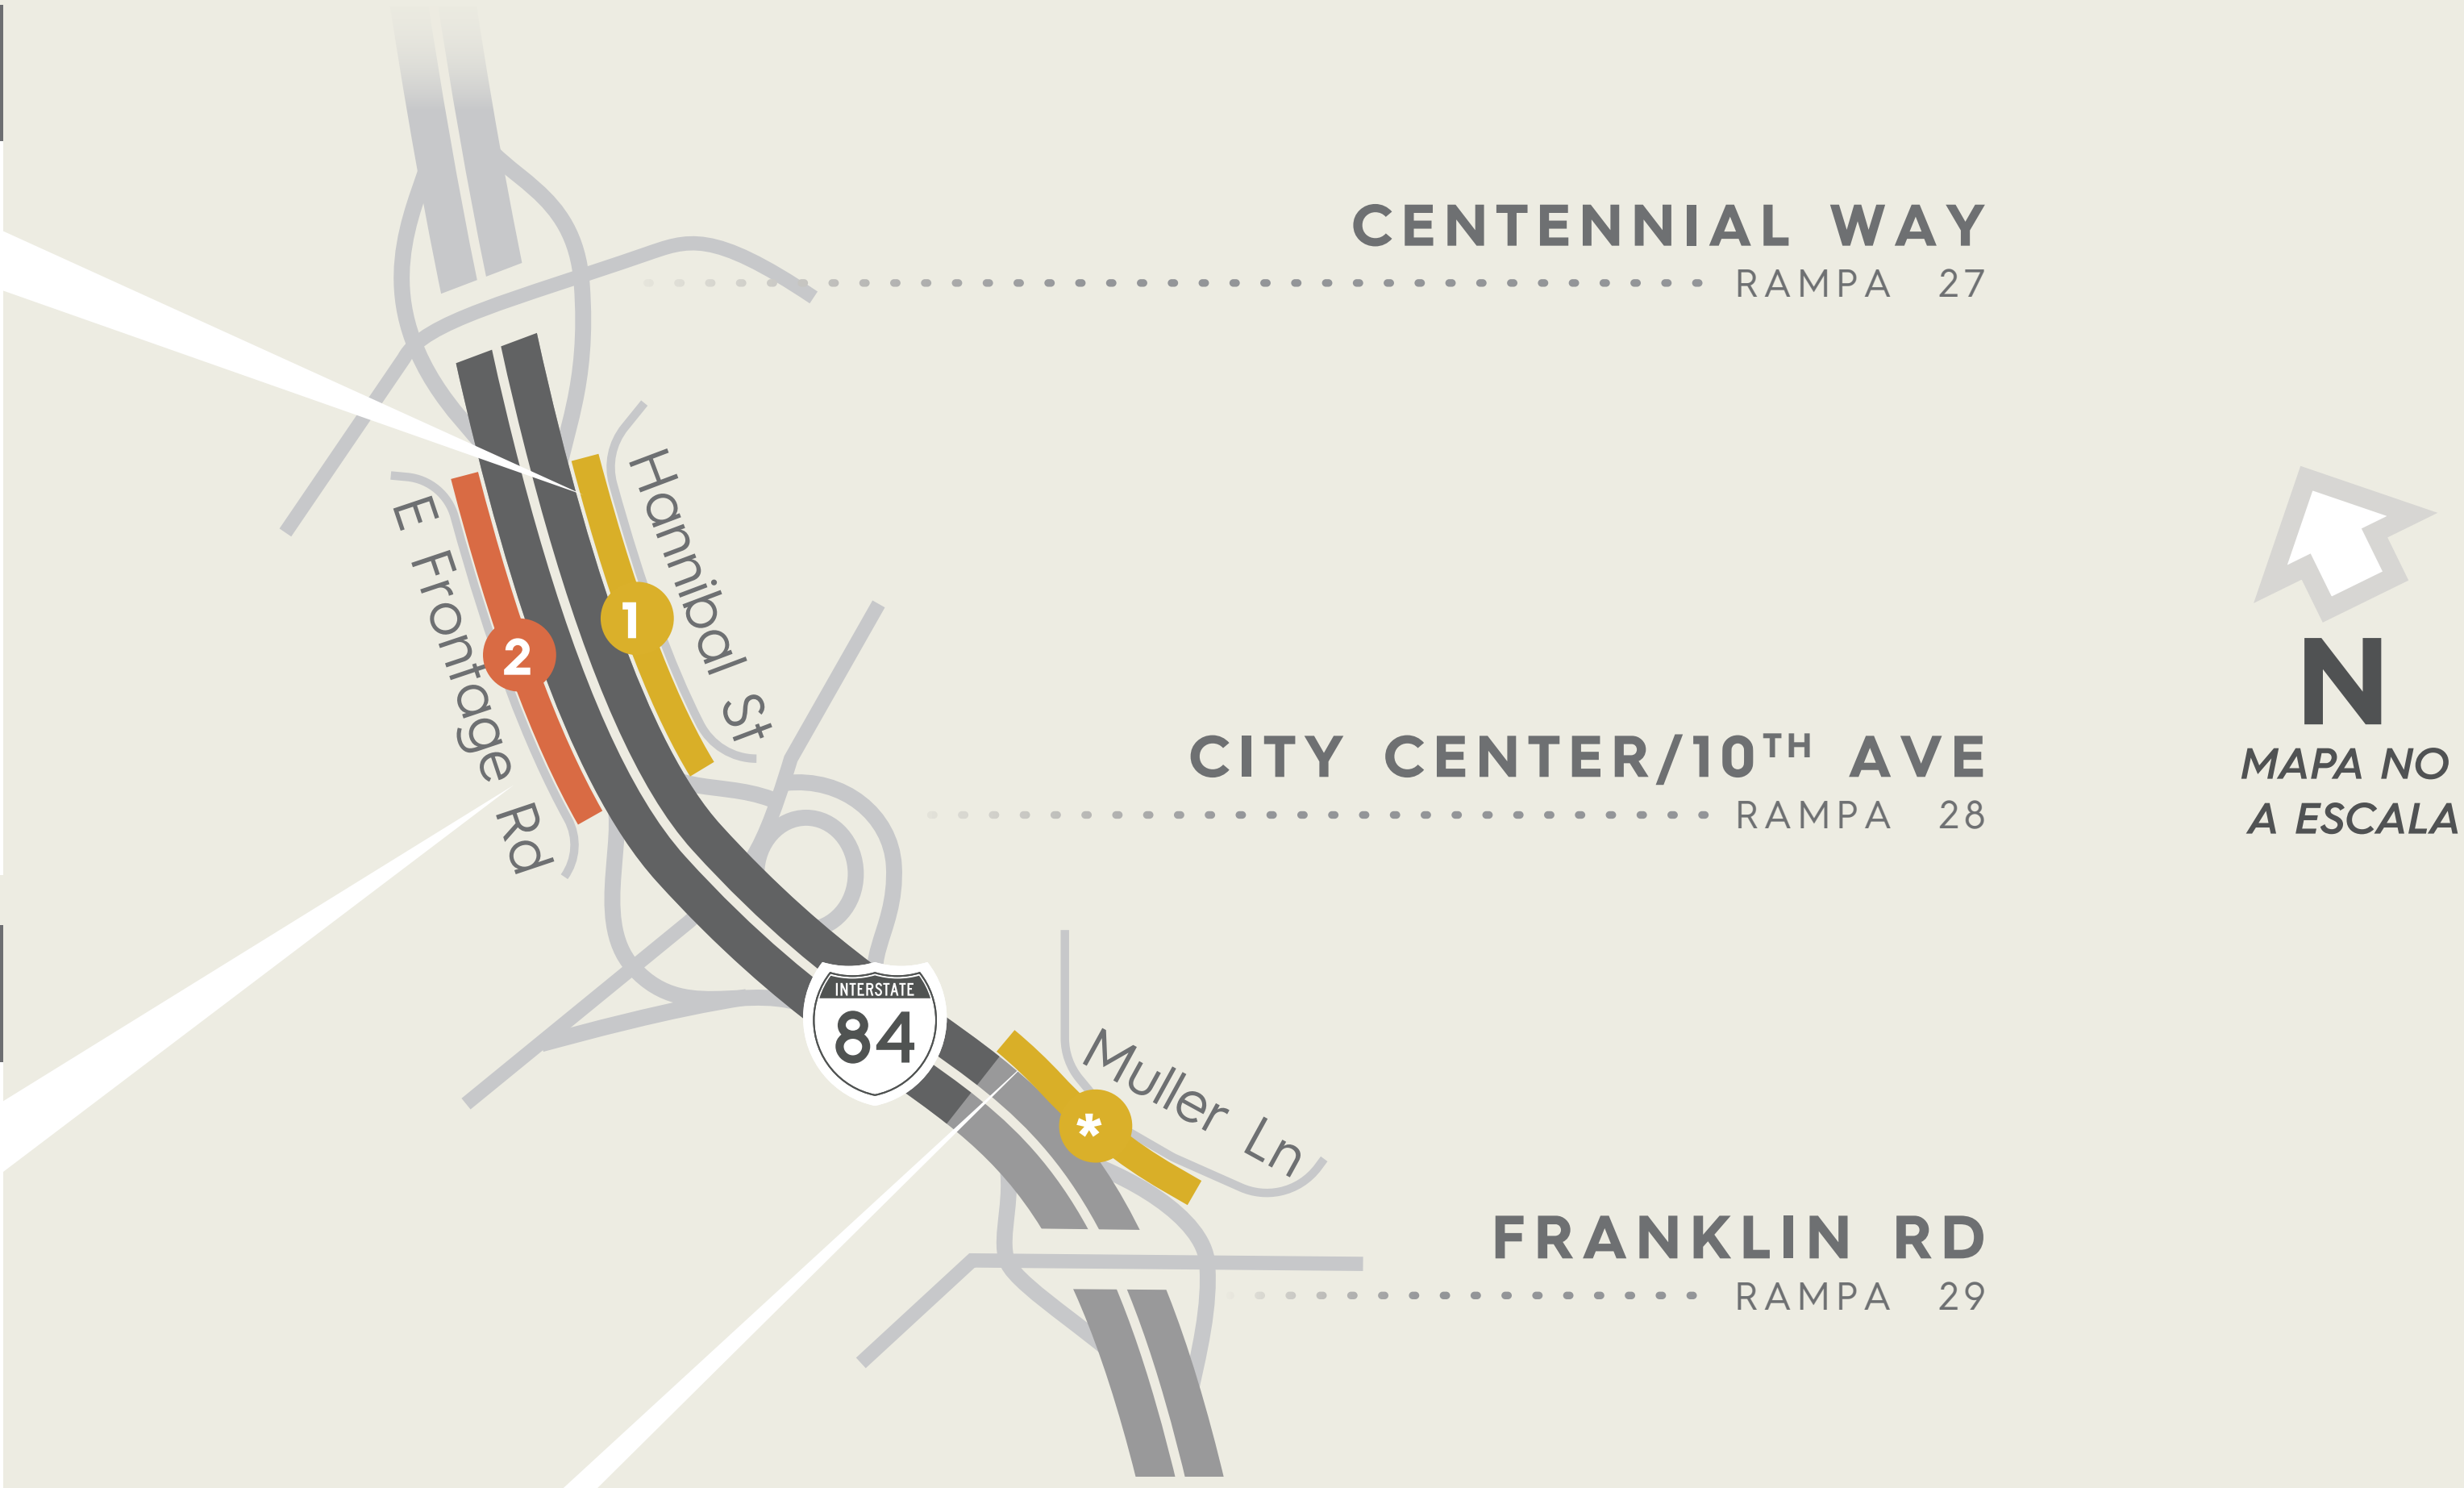 CENTENNIAL WAY
RAMPA 27
Hannibal St
E Frontage Rd
1
2
N
MAPA NO
A ESCALA
CITY CENTER/10TH AVE
RAMPA 28
INTERSTATE
84
Muller Ln
*
FRANKLIN RD
RAMPA 29